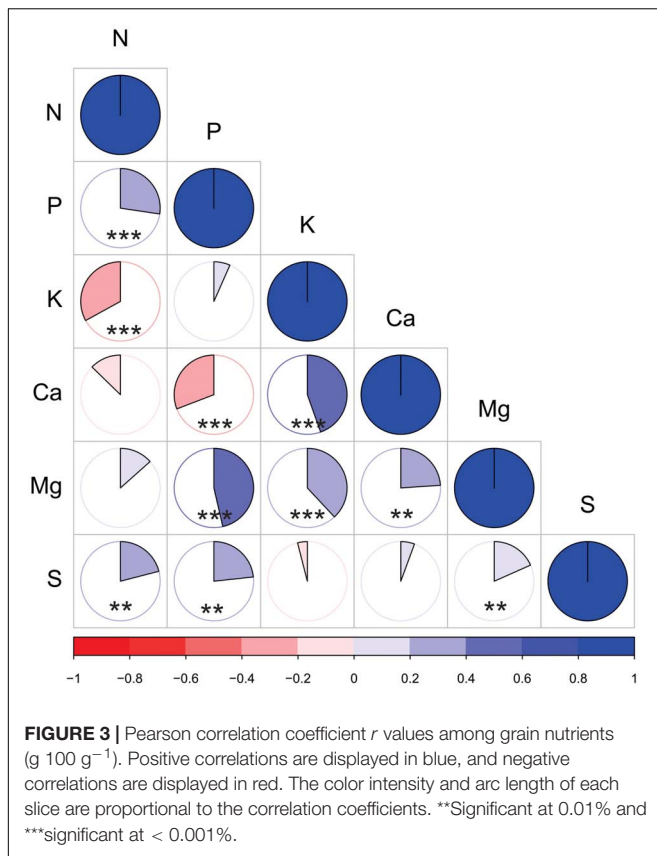 N
N
P
P
***
K
K
***
Ca
Ca
***
***
Mg
Mg
***
***
**
S
S
**
**
**
−1 −0.8 −0.6 −0.4 −0.2 0 0.2 0.4 0.6 0.8 1
FIGURE 3 | Pearson correlation coefficient r values among grain nutrients
(g 100 g−1). Positive correlations are displayed in blue, and negative
correlations are displayed in red. The color intensity and arc length of each
slice are proportional to the correlation coefficients. **Significant at 0.01% and
***significant at < 0.001%.